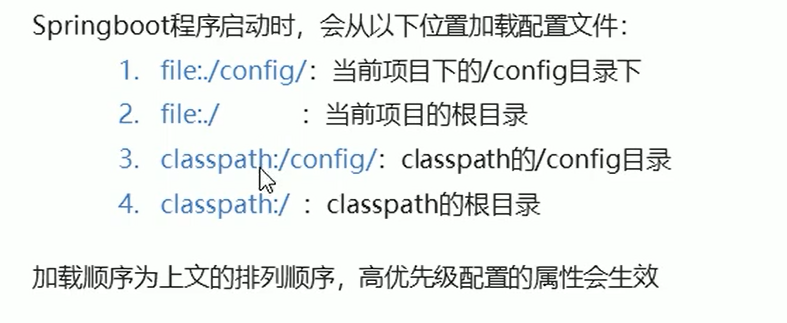 Springboot程序启动时，会从以下位置加载配置文件：
1. file:./config/：当前项目下的/config目录下
2. file:./ ：当前项目的根目录
3. classpath:/config/：classpath的/config目录
4. classpath:/ ：classpath的根目录
加载顺序为上文的排列顺序，高优先级配置的属性会生效